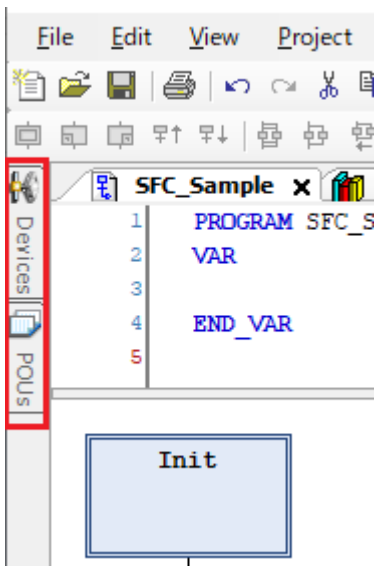 File Edit View Project
SFC_Sample
Devices
POUs
1 PROGRAM SFC_S
2 VAR
3
4 END_VAR
5
Init